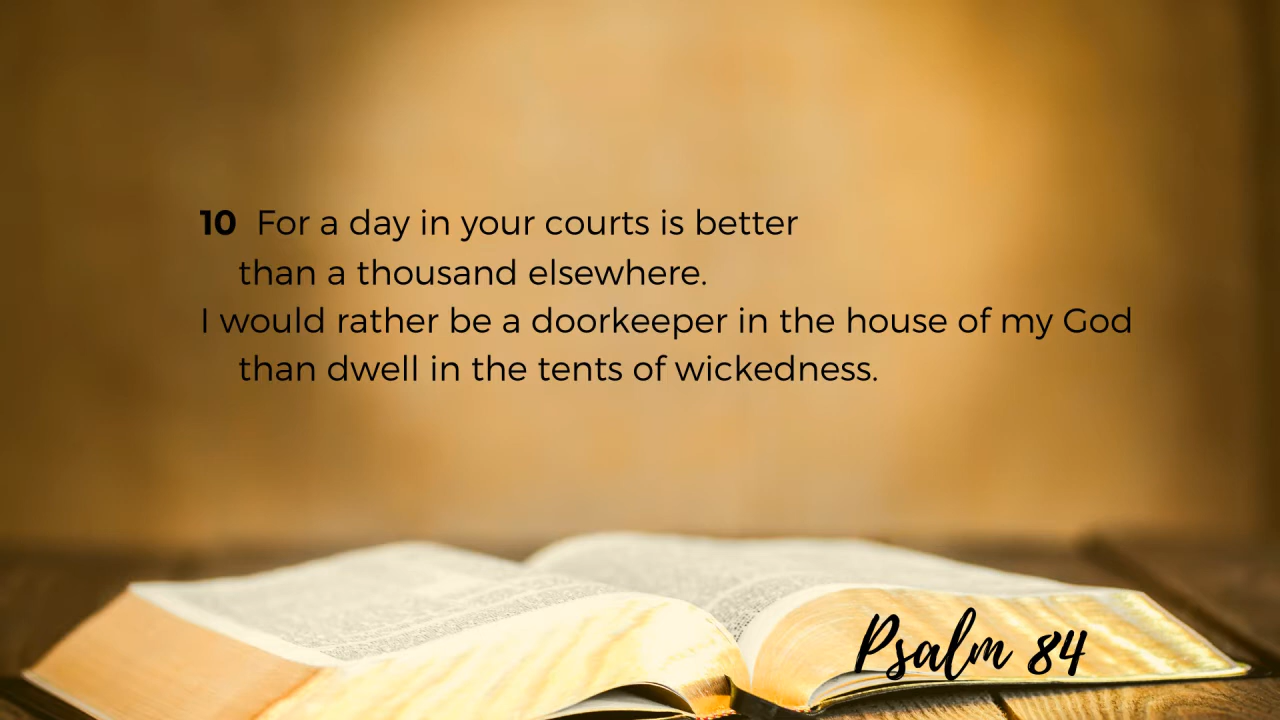 10 For a day in your courts is better
than a thousand elsewhere.
I would rather be a doorkeeper in the house of my God
than dwell in the tents of wickedness.
Psalm 84